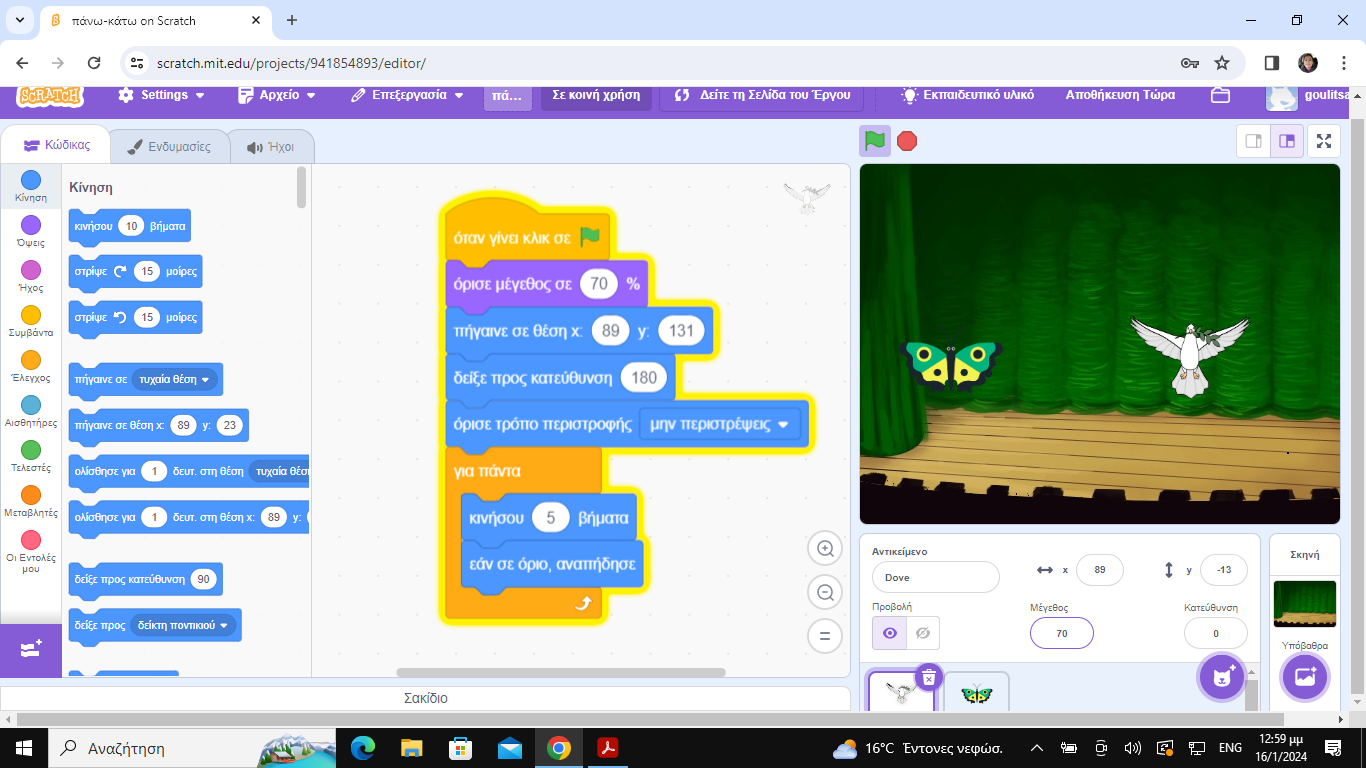 πάνω-κάτω on Scratch
scratch.mit.edu/projects/941854893/editor/
SCRATCH
Settings
Αρχείο
Επεξεργασία
πά...
Σε κοινή χρήση
Δείτε τη Σελίδα του Έργου
Εκπαιδευτικό υλικό
Αποθήκευση Τώρα
goulitsa
Κώδικας
Ενδυμασίες
Ήχοι
Κίνηση
Όψεις
Ήχος
Συμβάντα
Έλεγχος
Αισθητήρες
Τελεστές
Μεταβλητές
Οι Εντολές
μου
Κίνηση
κινήσου 10 βήματα
στρίψε 15 μοίρες
στρίψε 15 μοίρες
πήγαινε σε τυχαία θέση
πήγαινε σε θέση x: 89 y: 23
ολίσθησε για 1 δευτ. στη θέση τυχαία
ολίσθησε για 1 δευτ. στη θέση x: 89 y:
δείξε προς κατεύθυνση 90
δείξε προς δείκτη ποντικιού
όταν γίνει κλικ σε
όρισε μέγεθος σε 70 %
πήγαινε σε θέση x: 89 y: 131
δείξε προς κατεύθυνση 180
όρισε τρόπο περιστροφής μην περιστρέψεις
για πάντα
κινήσου 5 βήματα
εάν σε όριο, αναπήδησε
Σακίδιο
Αντικείμενο
Dove
x 89
y -13
Προβολή
Μέγεθος
70
Κατεύθυνση
0
Σκηνή
Υπόβαθρα
Αναζήτηση
16°C Έντονες νεφώσ.
ENG
12:59 μμ
16/1/2024